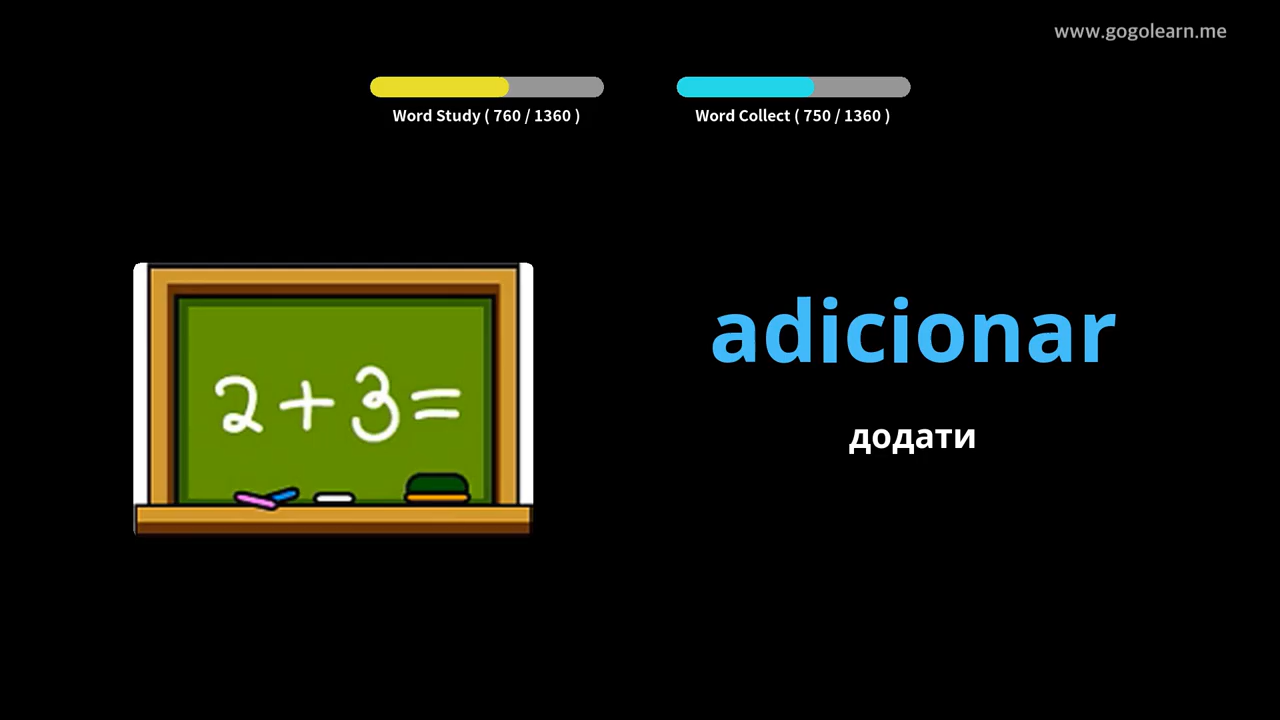 www.gogolearn.me
Word Study ( 760 / 1360 )
Word Collect ( 750 / 1360 )
2+3=
adicionar
додати